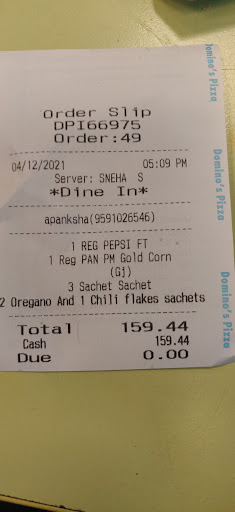 Order Slip
DPI66975
Order:49
04/12/2021 05:09 PM
Server: SNEHA S
*Dine In*
apanksha(9591026546)
1 REG PEPSI FT
1 Reg PAN PM Gold Corn
(Gj)
3 Sachet Sachet
2 Oregano And 1 Chili flakes sachets
Total 159.44
Cash 159.44
Due 0.00
Domino's Pizza
Domino's Pizza
Domino's Pizza